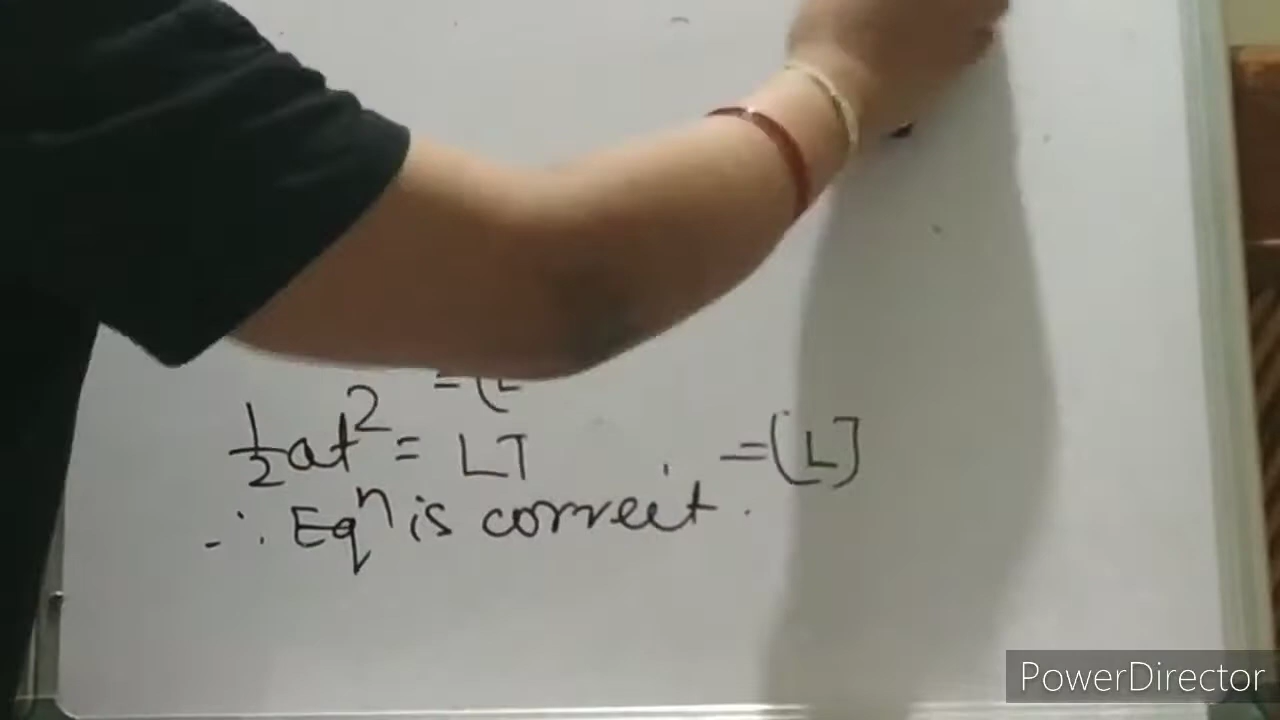 = [L
½at² = LT = [L]
∴ Eqⁿ is correct.
PowerDirector